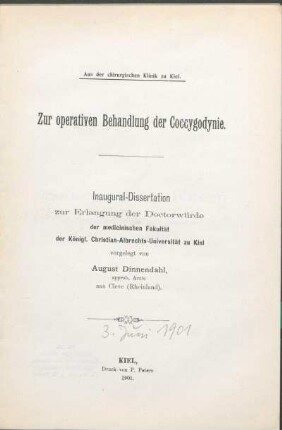 Aus der chirurgischen Klinik zu Kiel.
Zur operativen Behandlung der Coccygodynie.
Inaugural-Dissertation
zur Erlangung der Doctorwürde
der medicinischen Fakultät
der Königl. Christian-Albrechts-Universität zu Kiel
vorgelegt von
August Dinnendahl,
approb. Arzt
aus Cleve (Rheinland).
3. Juni 1901
KIEL,
Druck von P. Peters
1901.